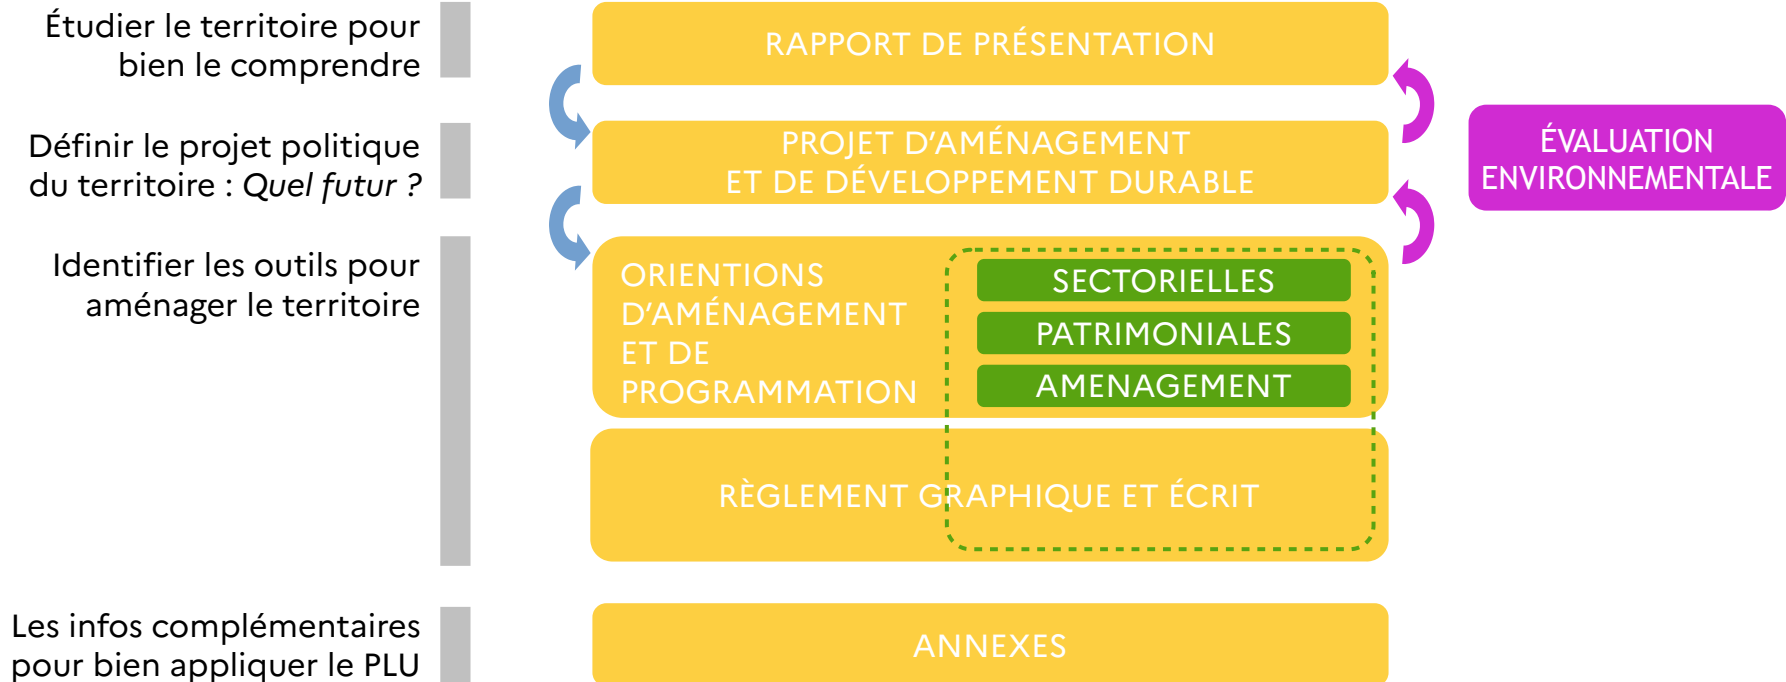 Étudier le territoire pour
bien le comprendre
RAPPORT DE PRÉSENTATION
Définir le projet politique
du territoire : Quel futur ?
PROJET D’AMÉNAGEMENT
ET DE DÉVELOPPEMENT DURABLE
ÉVALUATION
ENVIRONNEMENTALE
Identifier les outils pour
aménager le territoire
ORIENTIONS
D’AMÉNAGEMENT
ET DE
PROGRAMMATION
SECTORIELLES
PATRIMONIALES
AMENAGEMENT
RÈGLEMENT GRAPHIQUE ET ÉCRIT
Les infos complémentaires
pour bien appliquer le PLU
ANNEXES